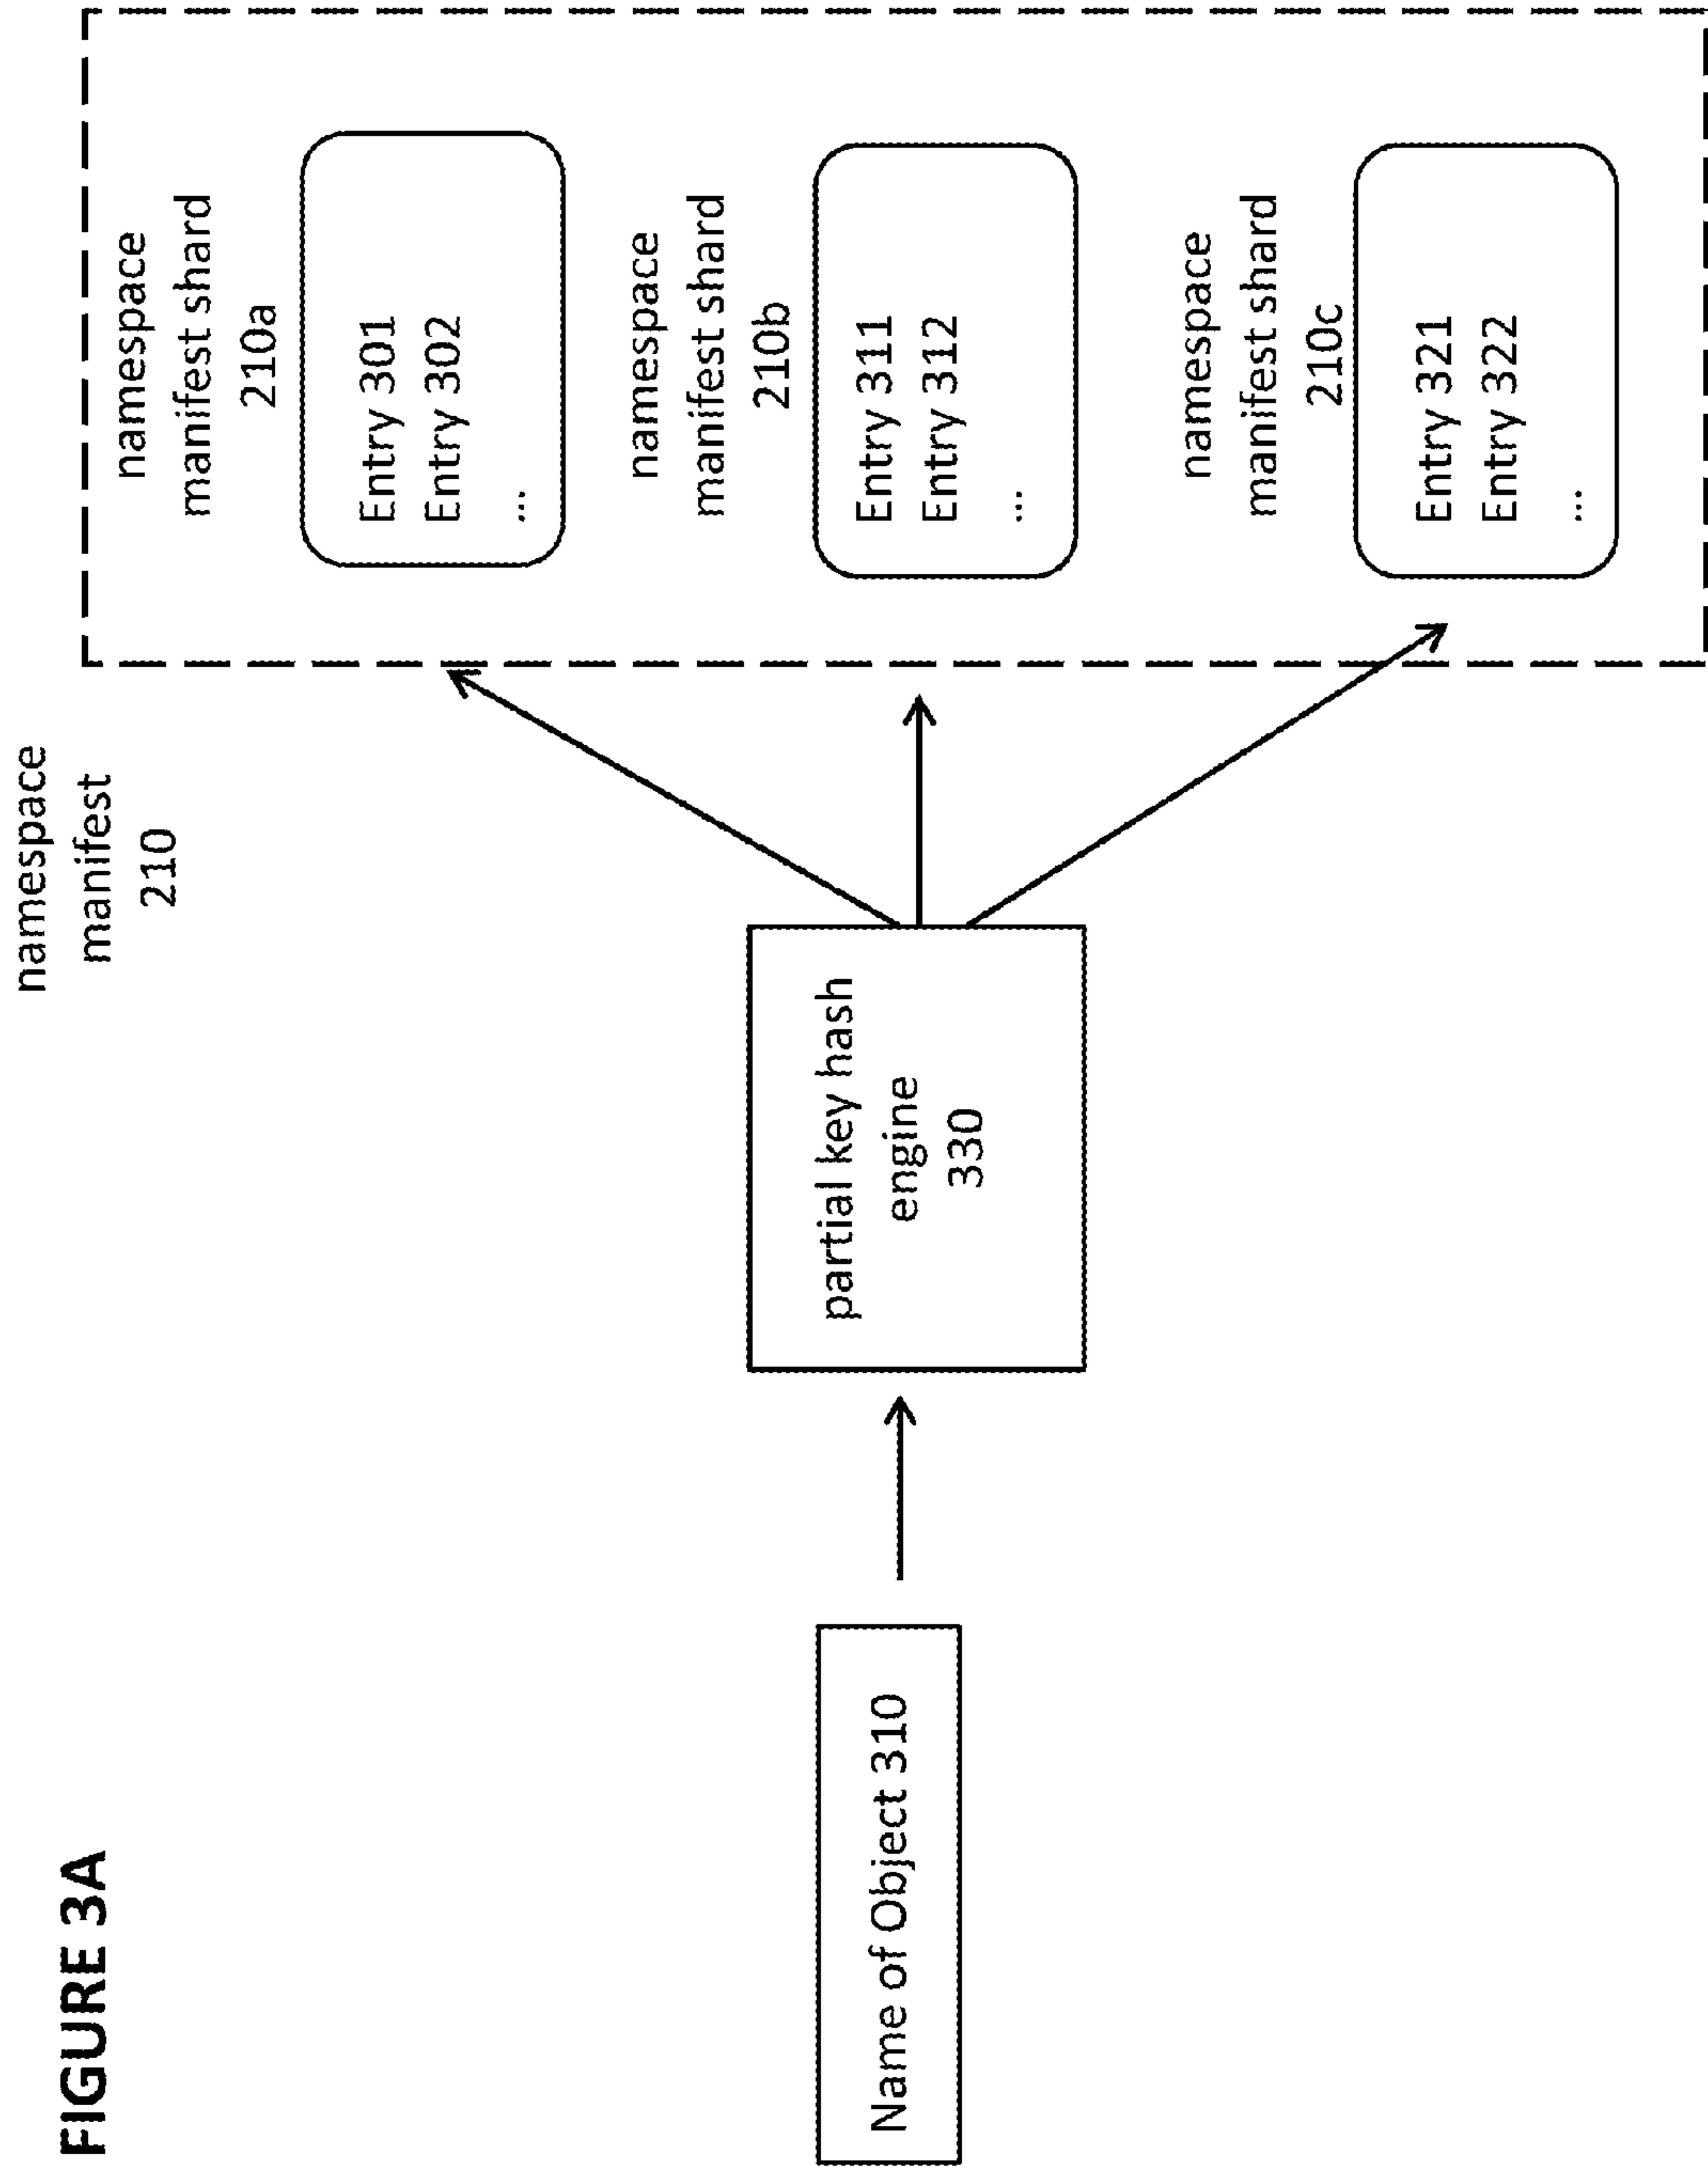 FIGURE 3A
namespace
manifest
210
Name of Object 310
partial key hash
engine
330
namespace
manifest shard
210a
Entry 301
Entry 302
...
namespace
manifest shard
210b
Entry 311
Entry 312
...
namespace
manifest shard
210c
Entry 321
Entry 322
...